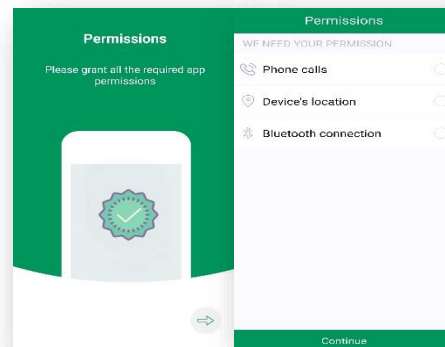 Permissions
Please grant all the required app
permissions
Permissions
WE NEED YOUR PERMISSION
Phone calls
Device's location
Bluetooth connection
Continue